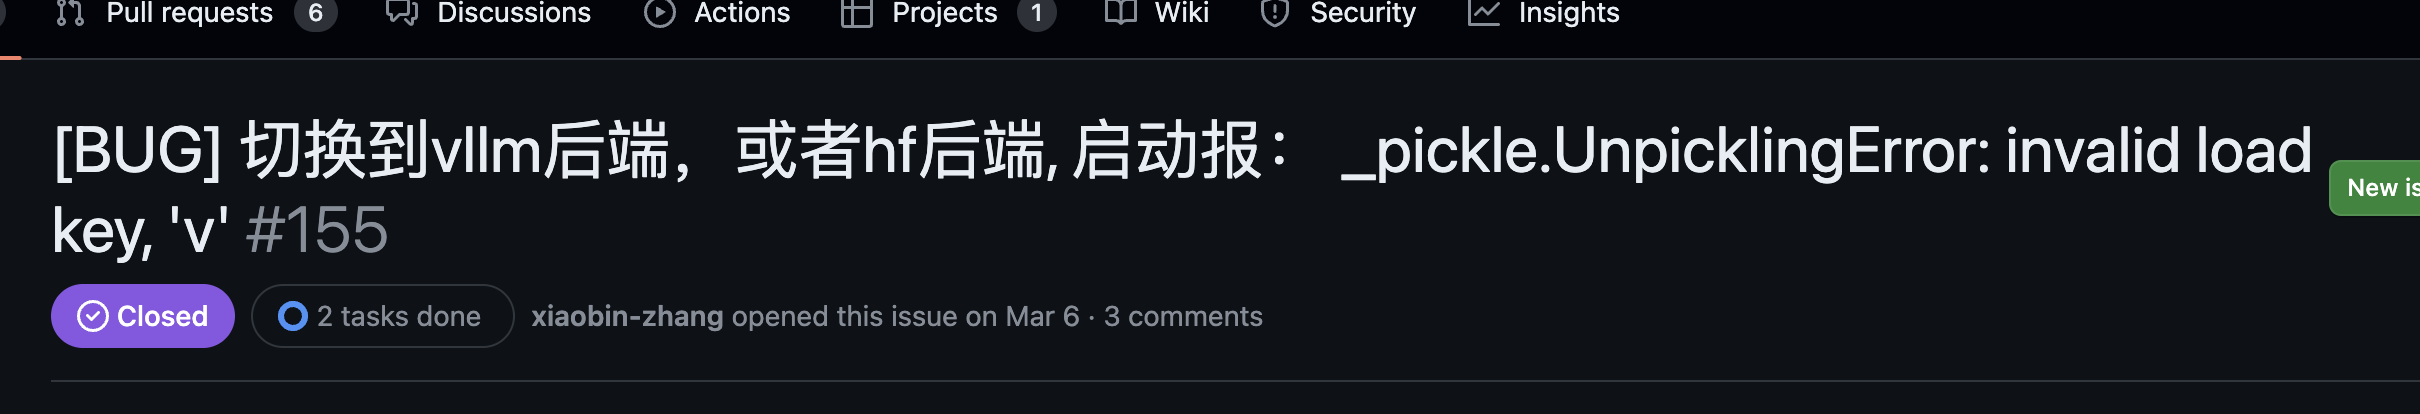 Pull requests 6 Discussions Actions Projects 1 Wiki Security Insights
[BUG] 切换到vllm后端，或者hf后端, 启动报： _pickle.UnpicklingError: invalid load
key, 'v' #155
New is
Closed 2 tasks done xiaobin-zhang opened this issue on Mar 6 · 3 comments